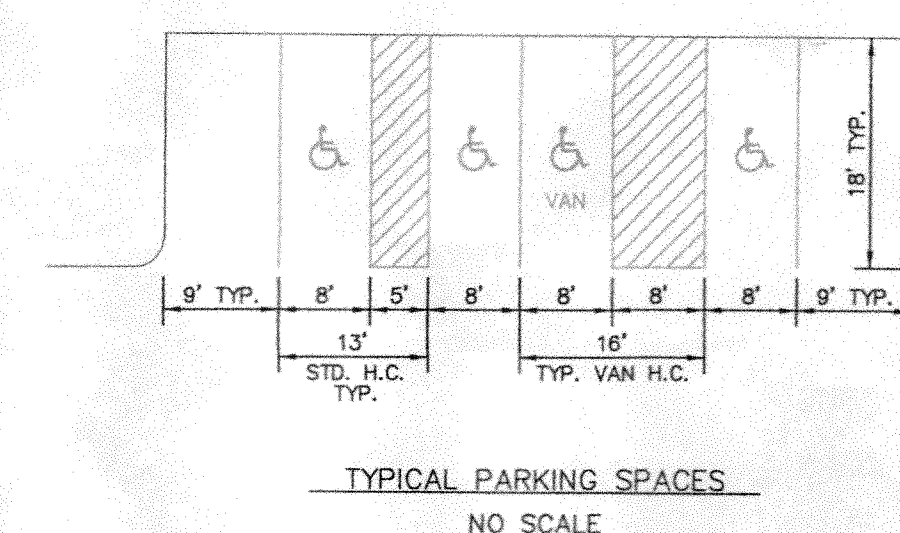 VAN
18' TYP.
9' TYP.
8'
5'
8'
8'
8'
8'
9' TYP.
13'
STD. H.C.
TYP.
16'
TYP. VAN H.C.
TYPICAL PARKING SPACES
NO SCALE